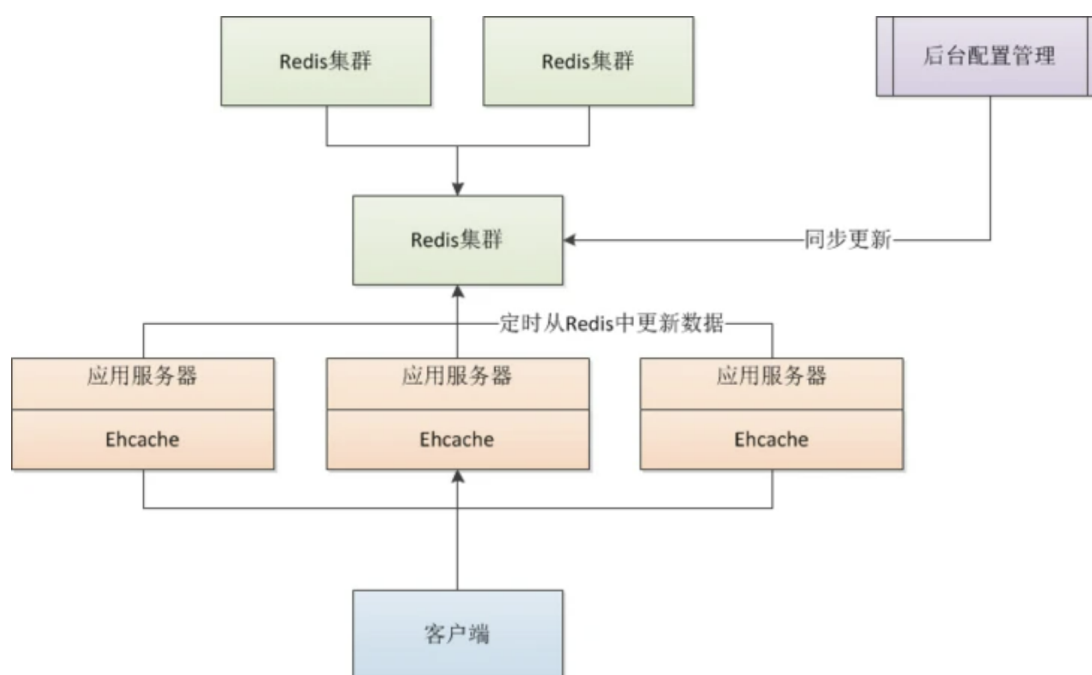 Redis集群
Redis集群
后台配置管理
Redis集群
同步更新
定时从Redis中更新数据
应用服务器
应用服务器
应用服务器
Ehcache
Ehcache
Ehcache
客户端